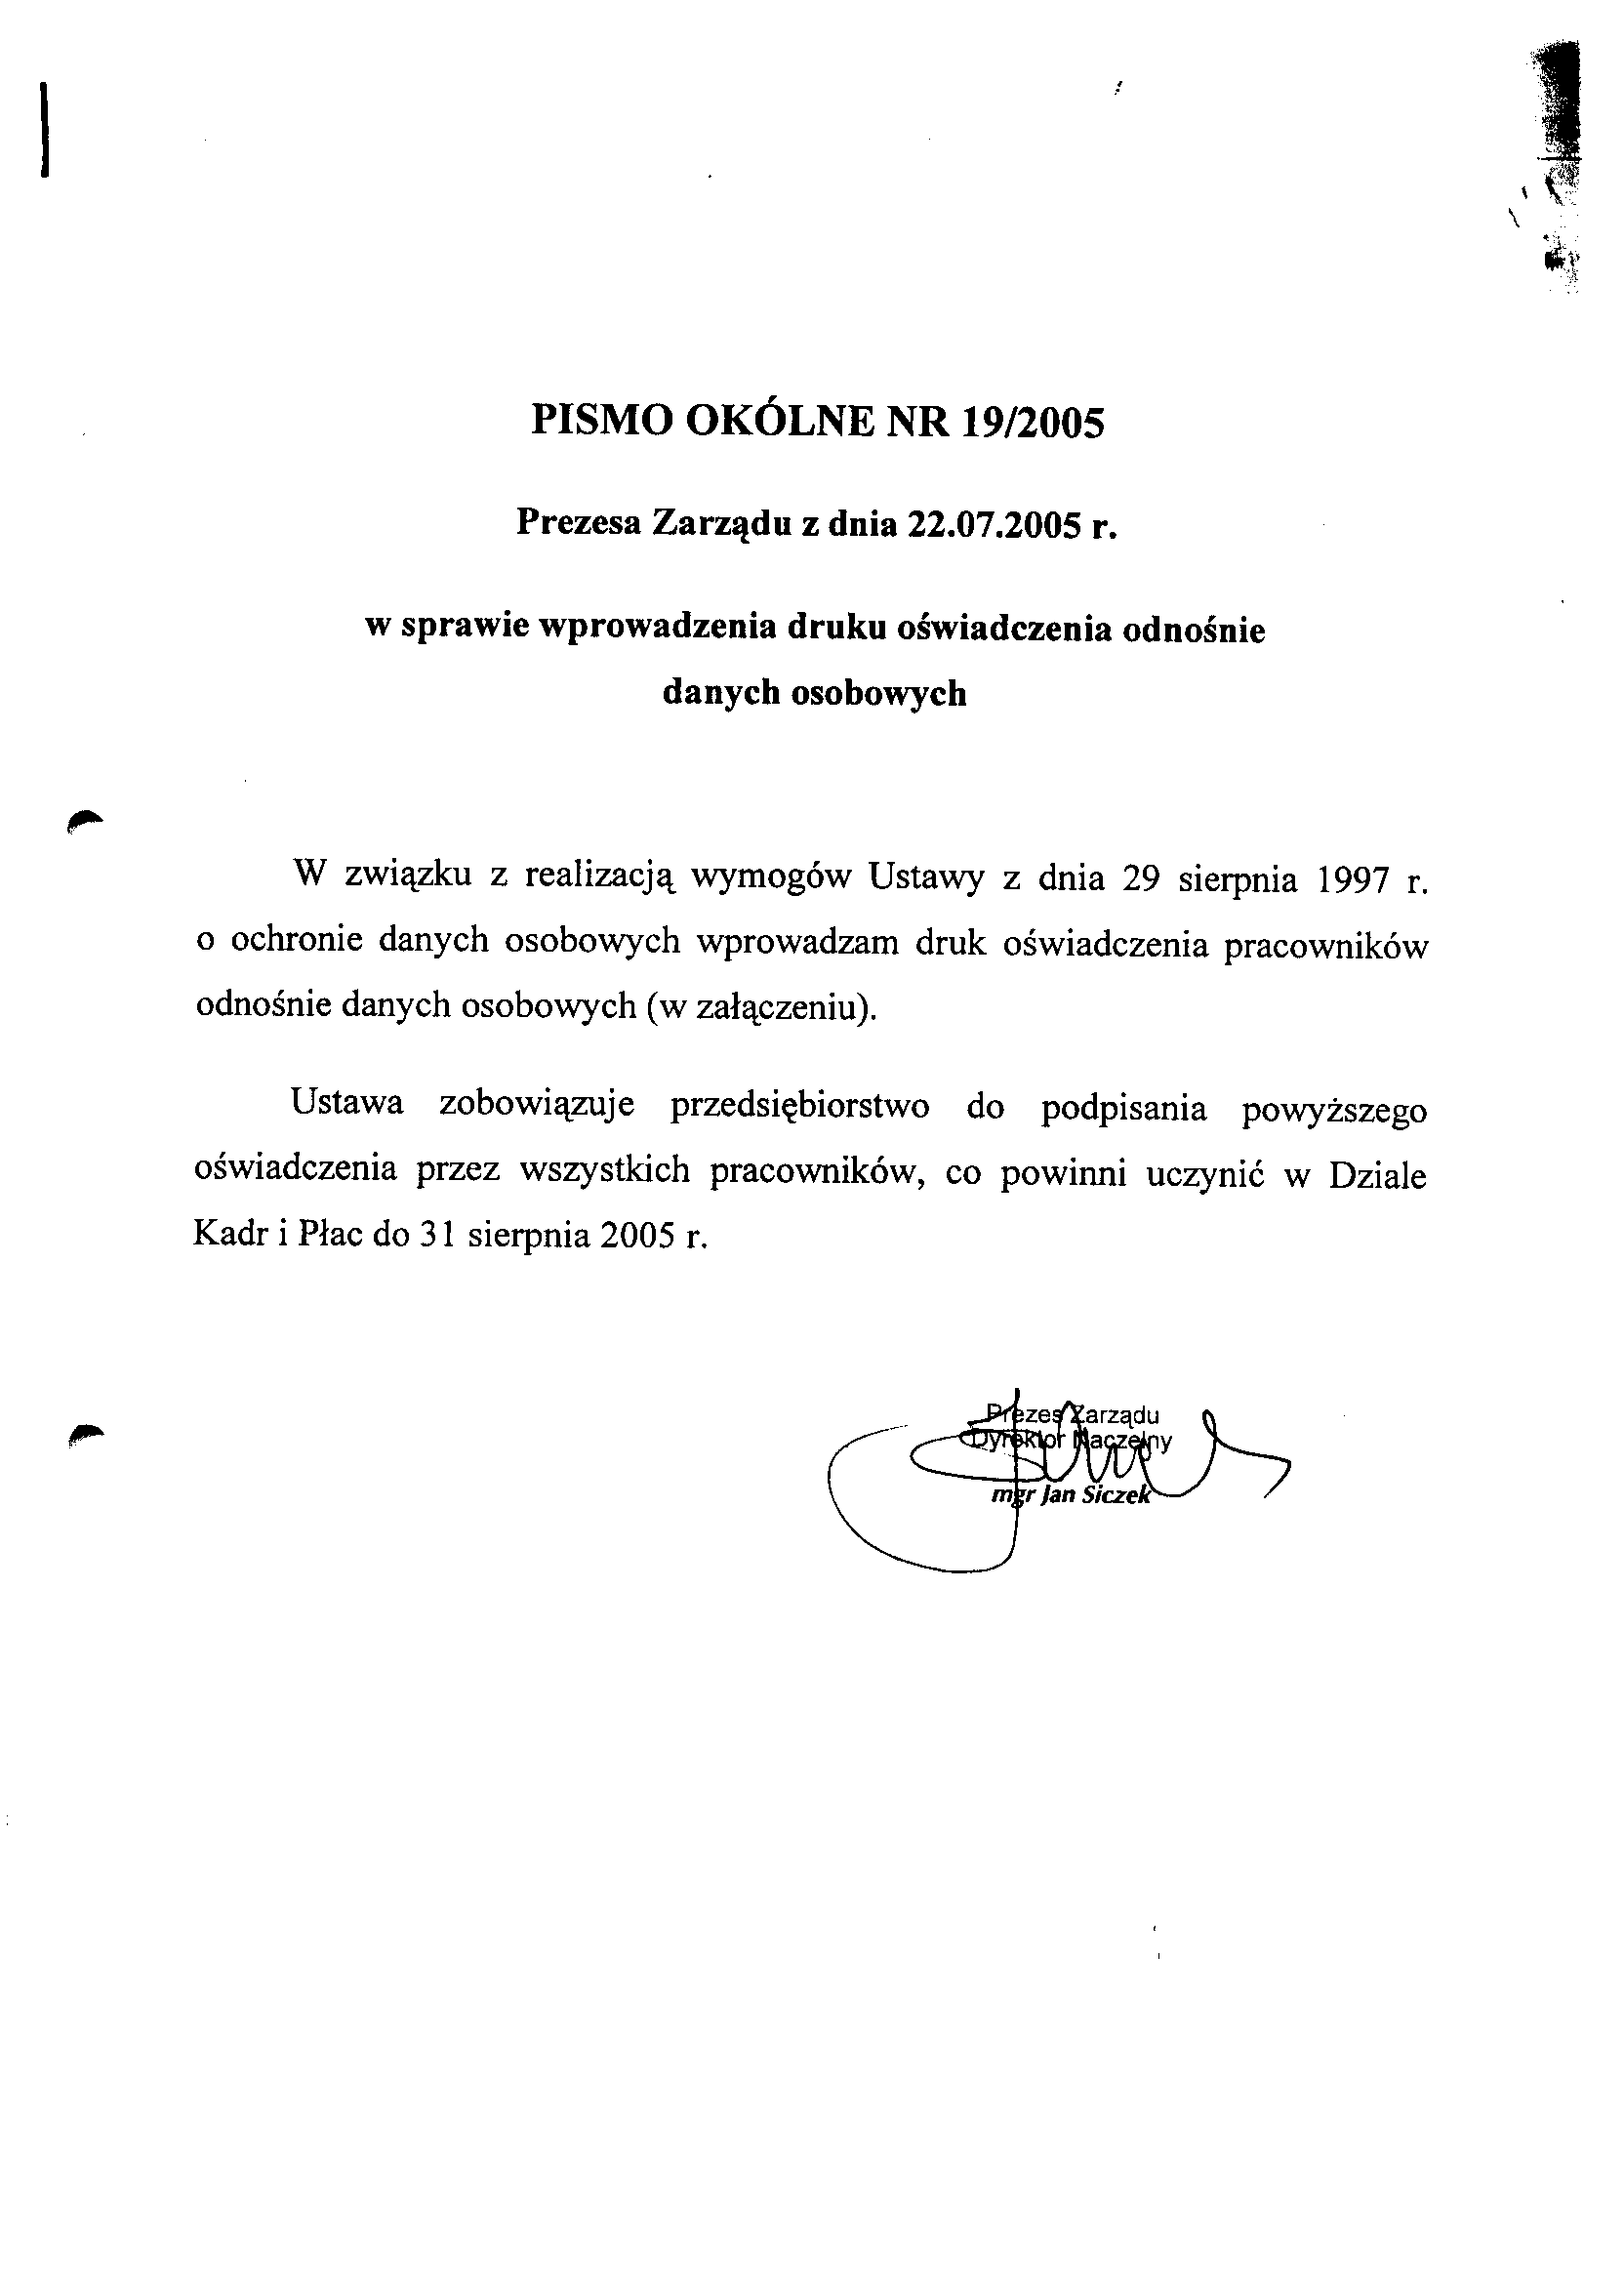 PISMO OKÓLNE NR 19/2005
Prezesa Zarządu z dnia 22.07.2005 r.
w sprawie wprowadzenia druku oświadczenia odnośnie
danych osobowych
W związku z realizacją wymogów Ustawy z dnia 29 sierpnia 1997 r.
o ochronie danych osobowych wprowadzam druk oświadczenia pracowników
odnośnie danych osobowych (w załączeniu).
Ustawa zobowiązuje przedsiębiorstwo do podpisania powyższego
oświadczenia przez wszystkich pracowników, co powinni uczynić w Dziale
Kadr i Płac do 31 sierpnia 2005 r.
Prezes Zarządu
Dyrektor Naczelny
mgr Jan Siczek